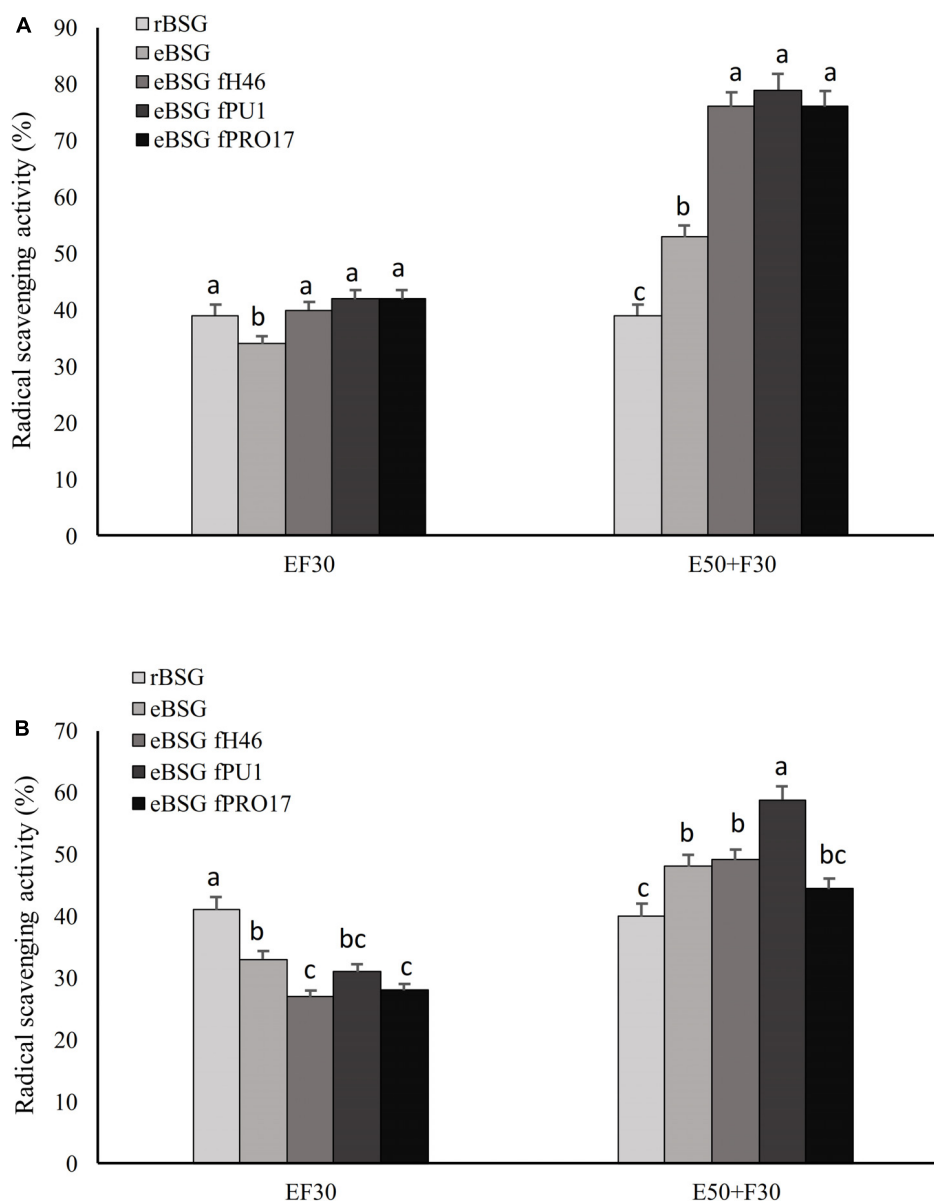 A
Radical scavenging activity (%)
90
80
70
60
50
40
30
20
10
0
rBSG
eBSG
eBSG fH46
eBSG fPU1
eBSG fPRO17
a b a a a
c b a a a
EF30 E50+F30
B
Radical scavenging activity (%)
70
60
50
40
30
20
10
0
rBSG
eBSG
eBSG fH46
eBSG fPU1
eBSG fPRO17
a b c bc c
c b b a bc
EF30 E50+F30